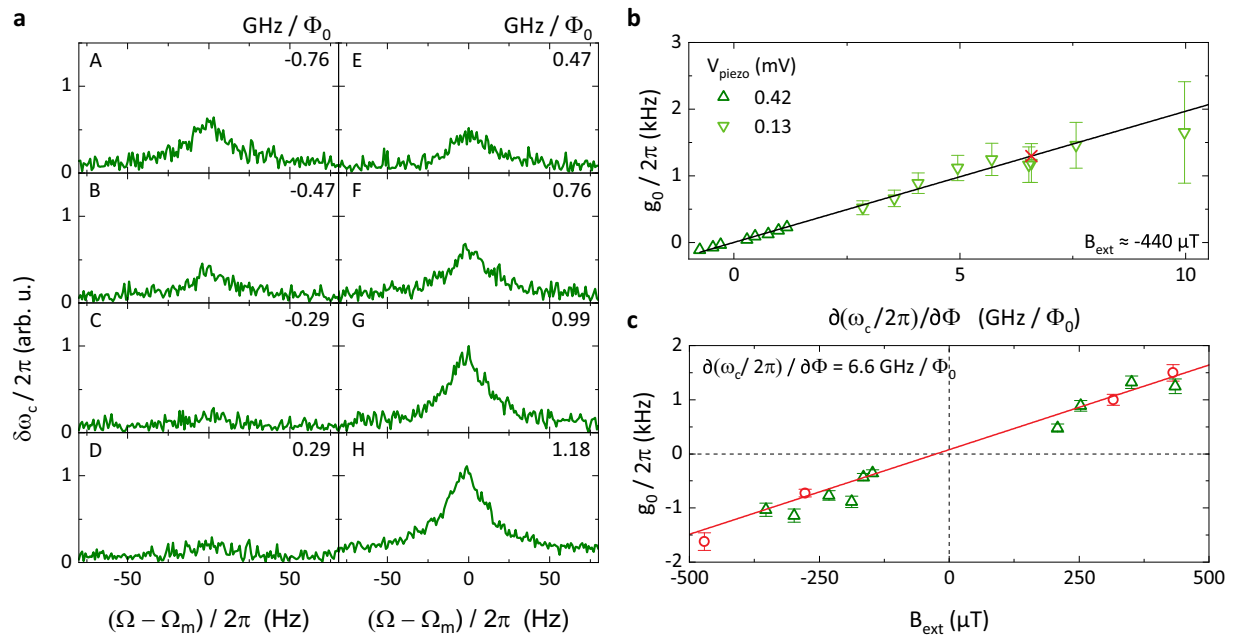 a
GHz / Φ0
GHz / Φ0
A
-0.76
E
0.47
B
-0.47
F
0.76
C
-0.29
G
0.99
D
0.29
H
1.18
1
0
1
0
1
0
1
0
δωc / 2π (arb. u.)
-50
0
50
-50
0
50
(Ω − Ωm) / 2π (Hz)
(Ω − Ωm) / 2π (Hz)
b
3
2
1
0
g0 / 2π (kHz)
Vpiezo (mV)
0.42
0.13
Bext ≈ -440 μT
0
5
10
∂(ωc/2π)/∂Φ (GHz / Φ0)
c
2
1
0
-1
-2
g0 / 2π (kHz)
∂(ωc/ 2π) / ∂Φ = 6.6 GHz / Φ0
-500
-250
0
250
500
Bext (μT)